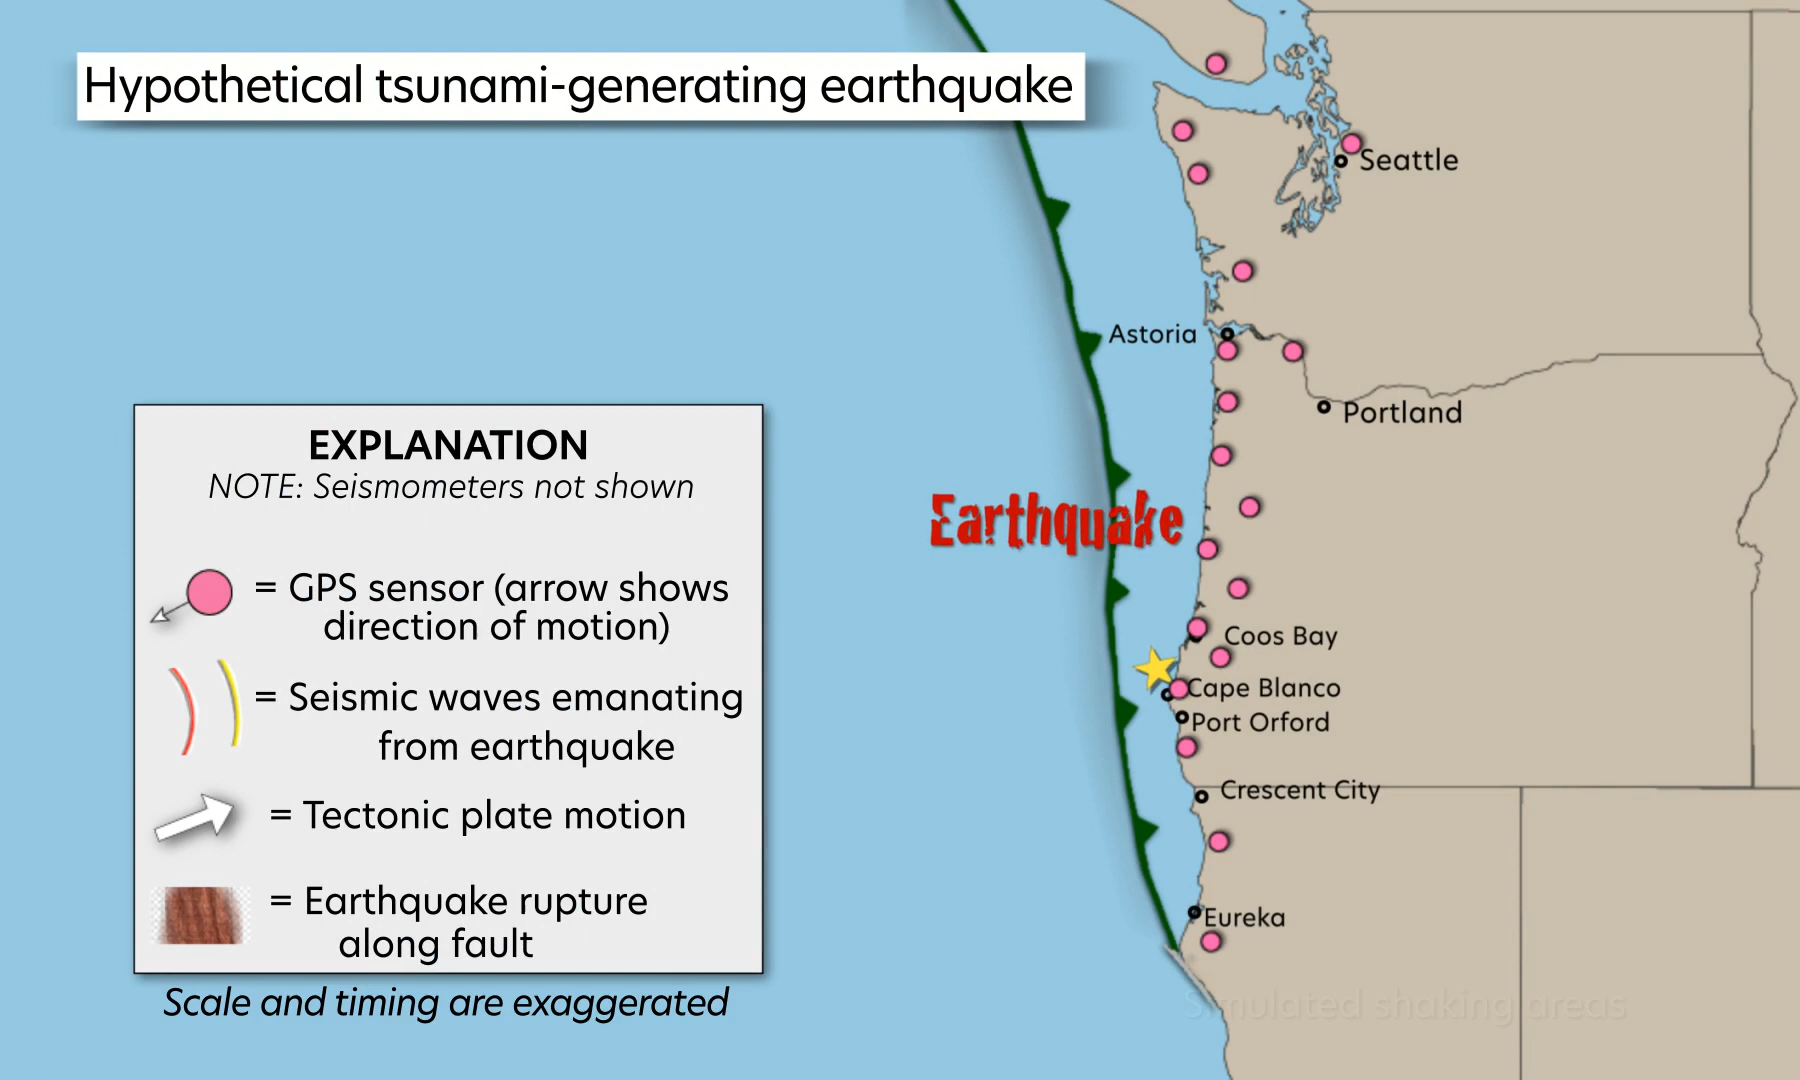 Hypothetical tsunami-generating earthquake
Seattle
Astoria
Portland
EXPLANATION
NOTE: Seismometers not shown
Earthquake
= GPS sensor (arrow shows
direction of motion)
Coos Bay
= Seismic waves emanating
from earthquake
Cape Blanco
Port Orford
Crescent City
= Tectonic plate motion
= Earthquake rupture
along fault
Eureka
Scale and timing are exaggerated
Simulated shaking areas